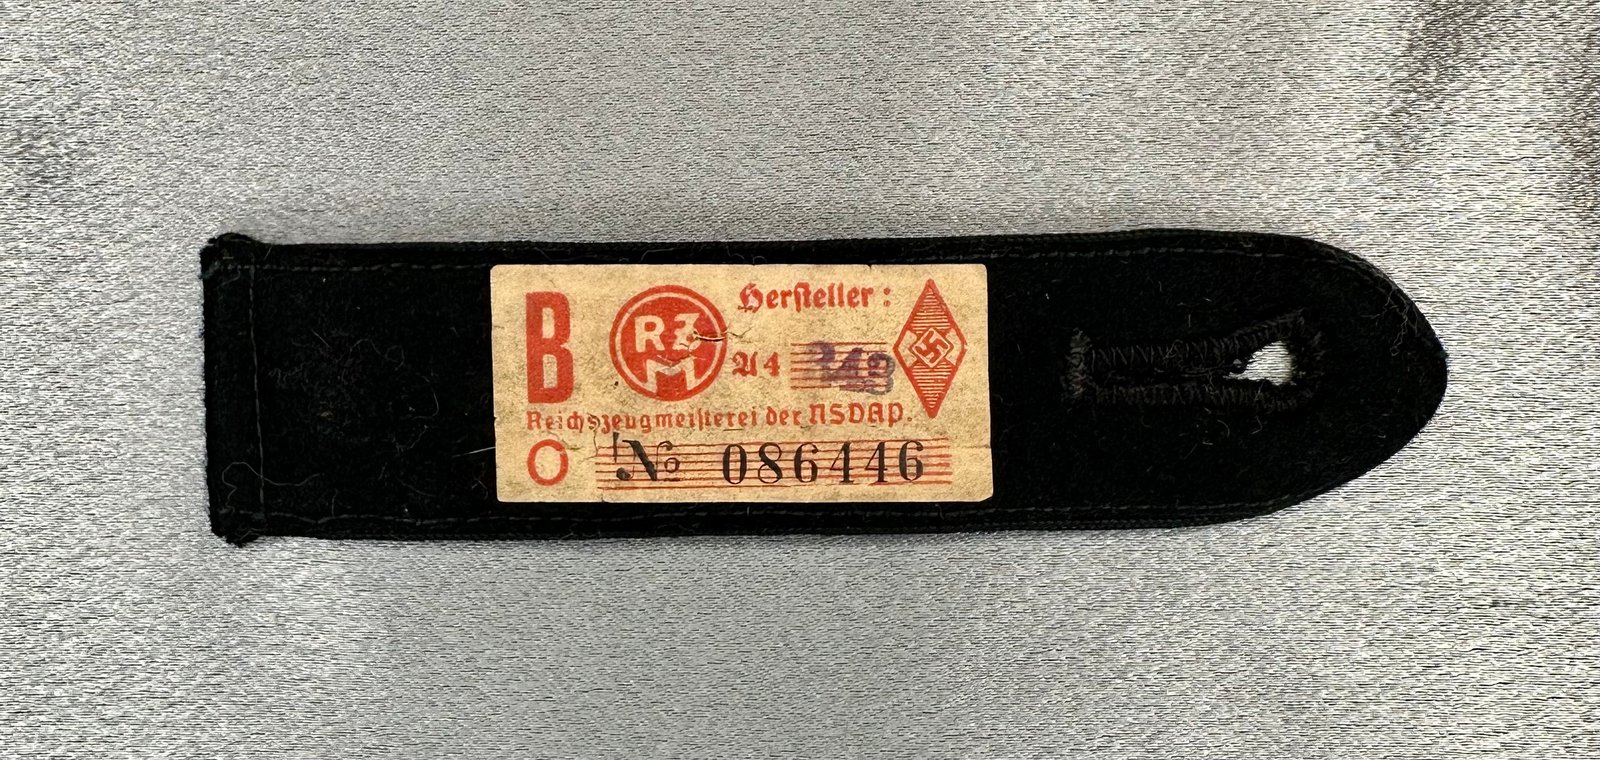 B
RZM
Hersteller:
A4
Reichszeugmeisterei der NSDAP.
O
No 086446